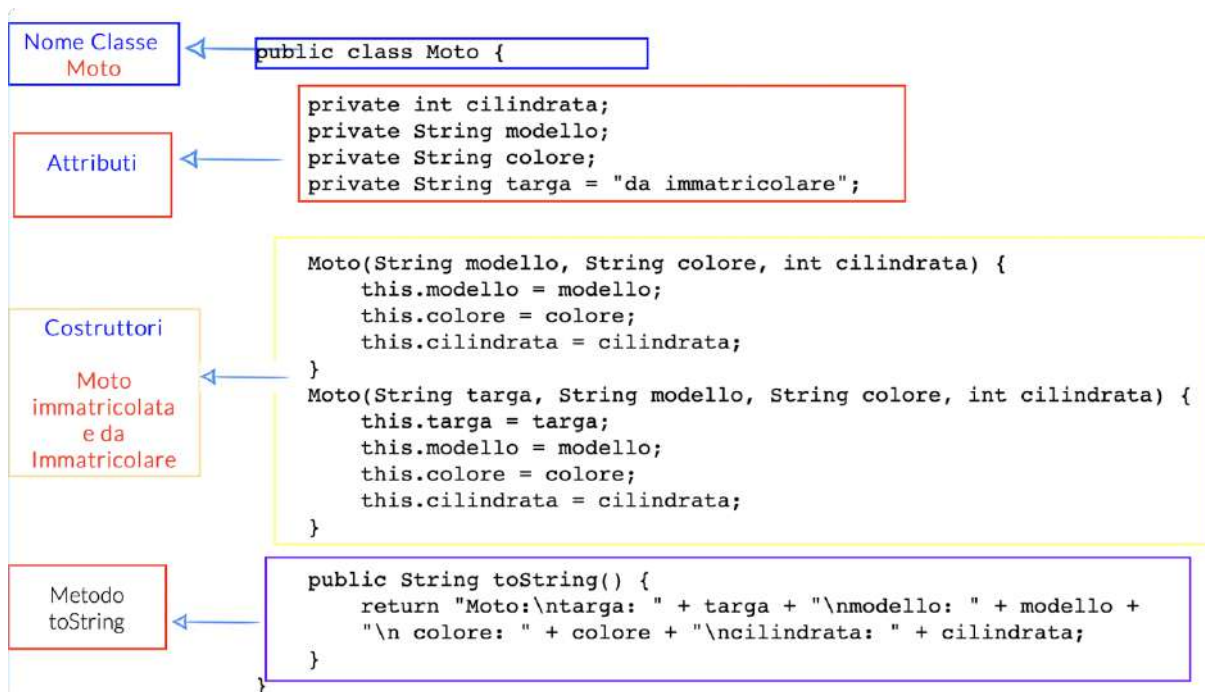 Nome Classe
Moto
public class Moto {
Attributi
private int cilindrata;
private String modello;
private String colore;
private String targa = "da immatricolare";
Costruttori
Moto
immatricolata
e da
Immatricolare
Moto(String modello, String colore, int cilindrata) {
this.modello = modello;
this.colore = colore;
this.cilindrata = cilindrata;
}
Moto(String targa, String modello, String colore, int cilindrata) {
this.targa = targa;
this.modello = modello;
this.colore = colore;
this.cilindrata = cilindrata;
}
Metodo
toString
public String toString() {
return "Moto:\ntarga: " + targa + "\nmodello: " + modello +
"\n colore: " + colore + "\ncilindrata: " + cilindrata;
}
}